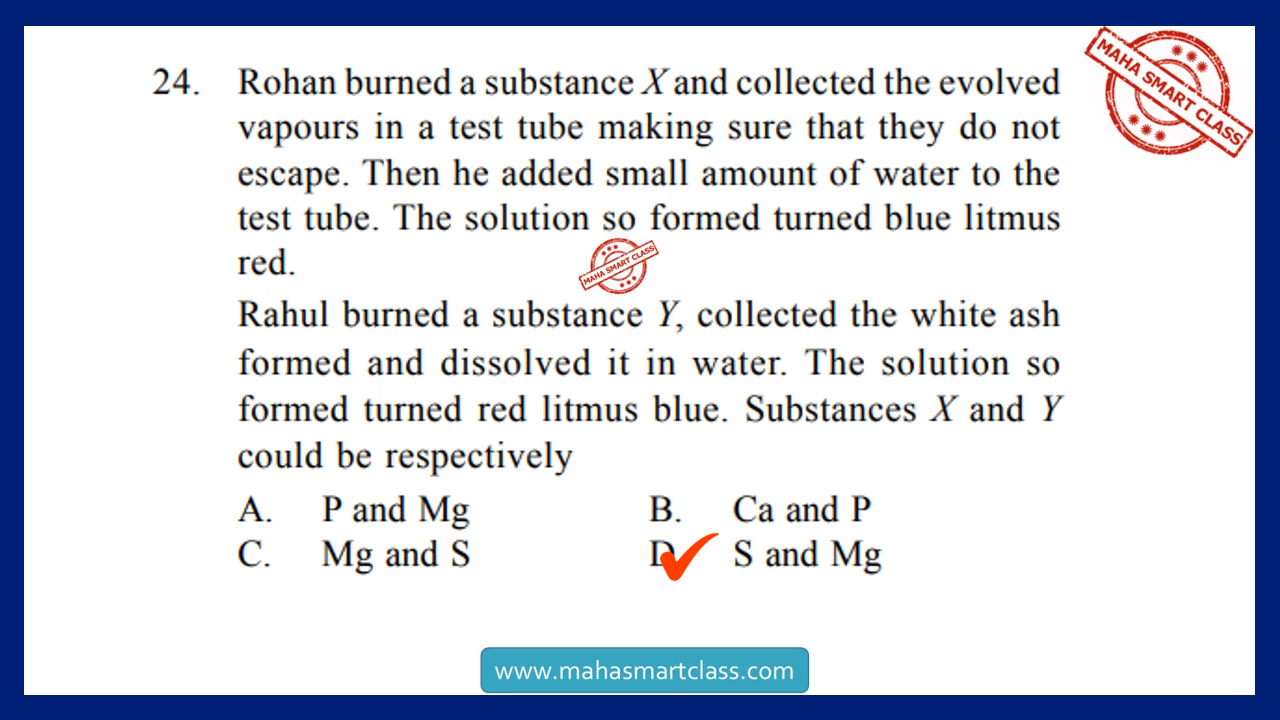 MAHA SMART CLASS
24. Rohan burned a substance X and collected the evolved
vapours in a test tube making sure that they do not
escape. Then he added small amount of water to the
test tube. The solution so formed turned blue litmus
red.
MAHA SMART CLASS
Rahul burned a substance Y, collected the white ash
formed and dissolved it in water. The solution so
formed turned red litmus blue. Substances X and Y
could be respectively
A. P and Mg B. Ca and P
C. Mg and S D. S and Mg
www.mahasmartclass.com